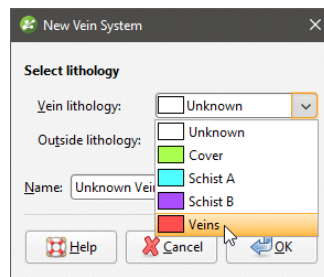 New Vein System
Select lithology
Vein lithology: Unknown
Unknown
Outside lithology:
Cover
Schist A
Name: Unknown Vei
Schist B
Veins
Help Cancel OK